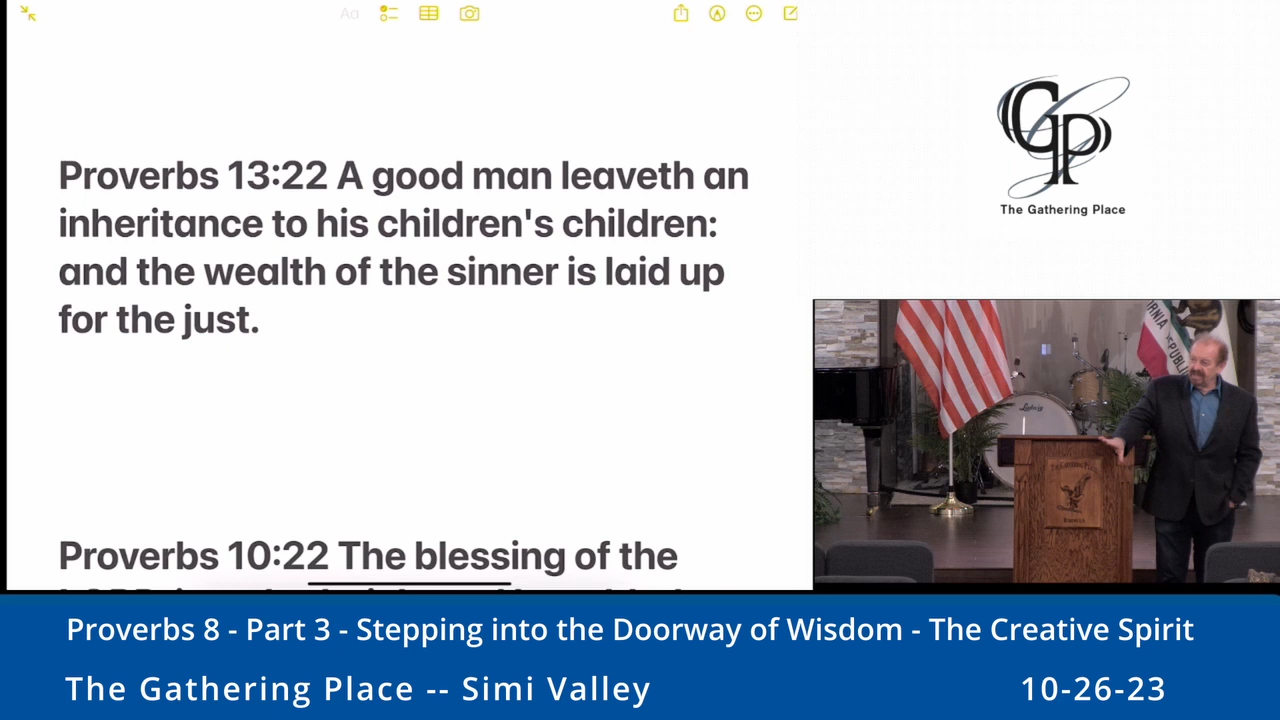 Aa
Proverbs 13:22 A good man leaveth an
inheritance to his children's children:
and the wealth of the sinner is laid up
for the just.
Proverbs 10:22 The blessing of the
GP
The Gathering Place
Ludwig
Proverbs 8 - Part 3 - Stepping into the Doorway of Wisdom - The Creative Spirit
The Gathering Place -- Simi Valley
10-26-23